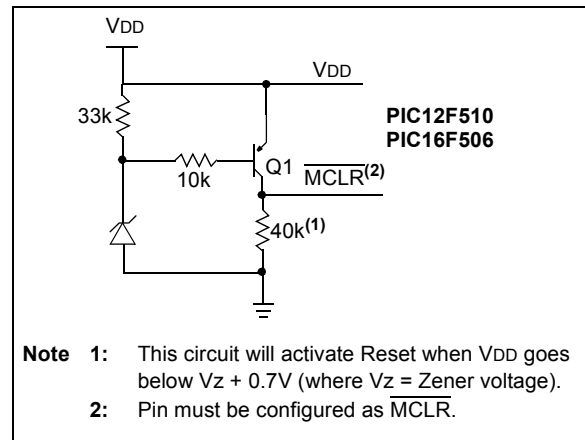 VDD
VDD
33k
PIC12F510
PIC16F506
Q1
MCLR(2)
10k
40k(1)
Note 1: This circuit will activate Reset when VDD goes
below Vz + 0.7V (where Vz = Zener voltage).
2: Pin must be configured as MCLR.